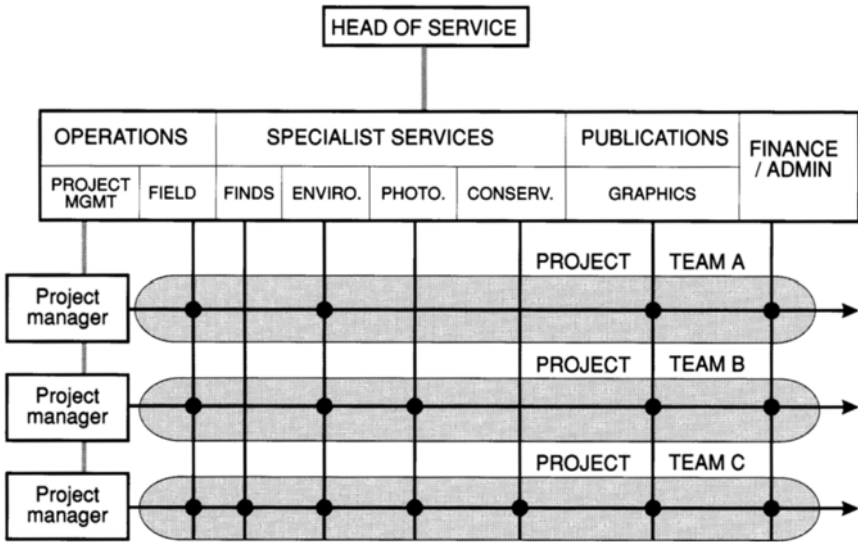 HEAD OF SERVICE
OPERATIONS
SPECIALIST SERVICES
PUBLICATIONS
FINANCE
/ ADMIN
PROJECT
MGMT
FIELD
FINDS
ENVIRO.
PHOTO.
CONSERV.
GRAPHICS
PROJECT TEAM A
Project
manager
PROJECT TEAM B
Project
manager
PROJECT TEAM C
Project
manager